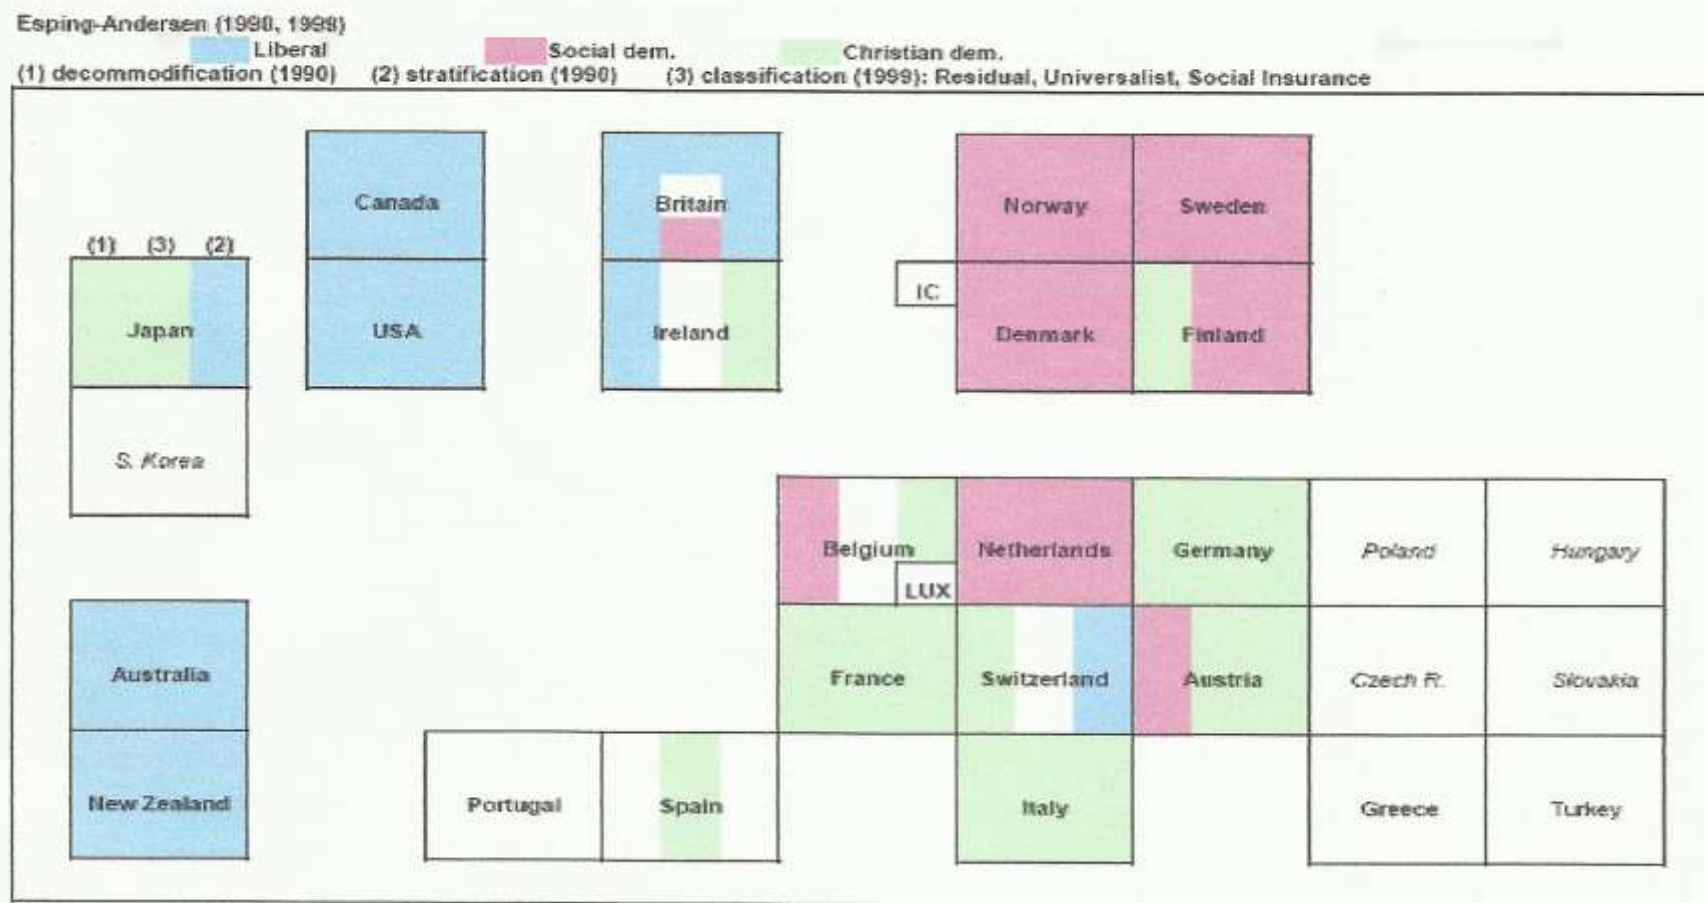 Esping-Andersen (1990, 1999)
Liberal Social dem. Christian dem.
(1) decommodification (1990) (2) stratification (1990) (3) classification (1999): Residual, Universalist, Social Insurance
Canada Britain Norway Sweden
(1) (3) (2)
IC
Japan USA Ireland Denmark Finland
S. Korea
Belgium Netherlands Germany Poland Hungary
LUX
Australia France Switzerland Austria Czech R. Slovakia
New Zealand Portugal Spain Italy Greece Turkey